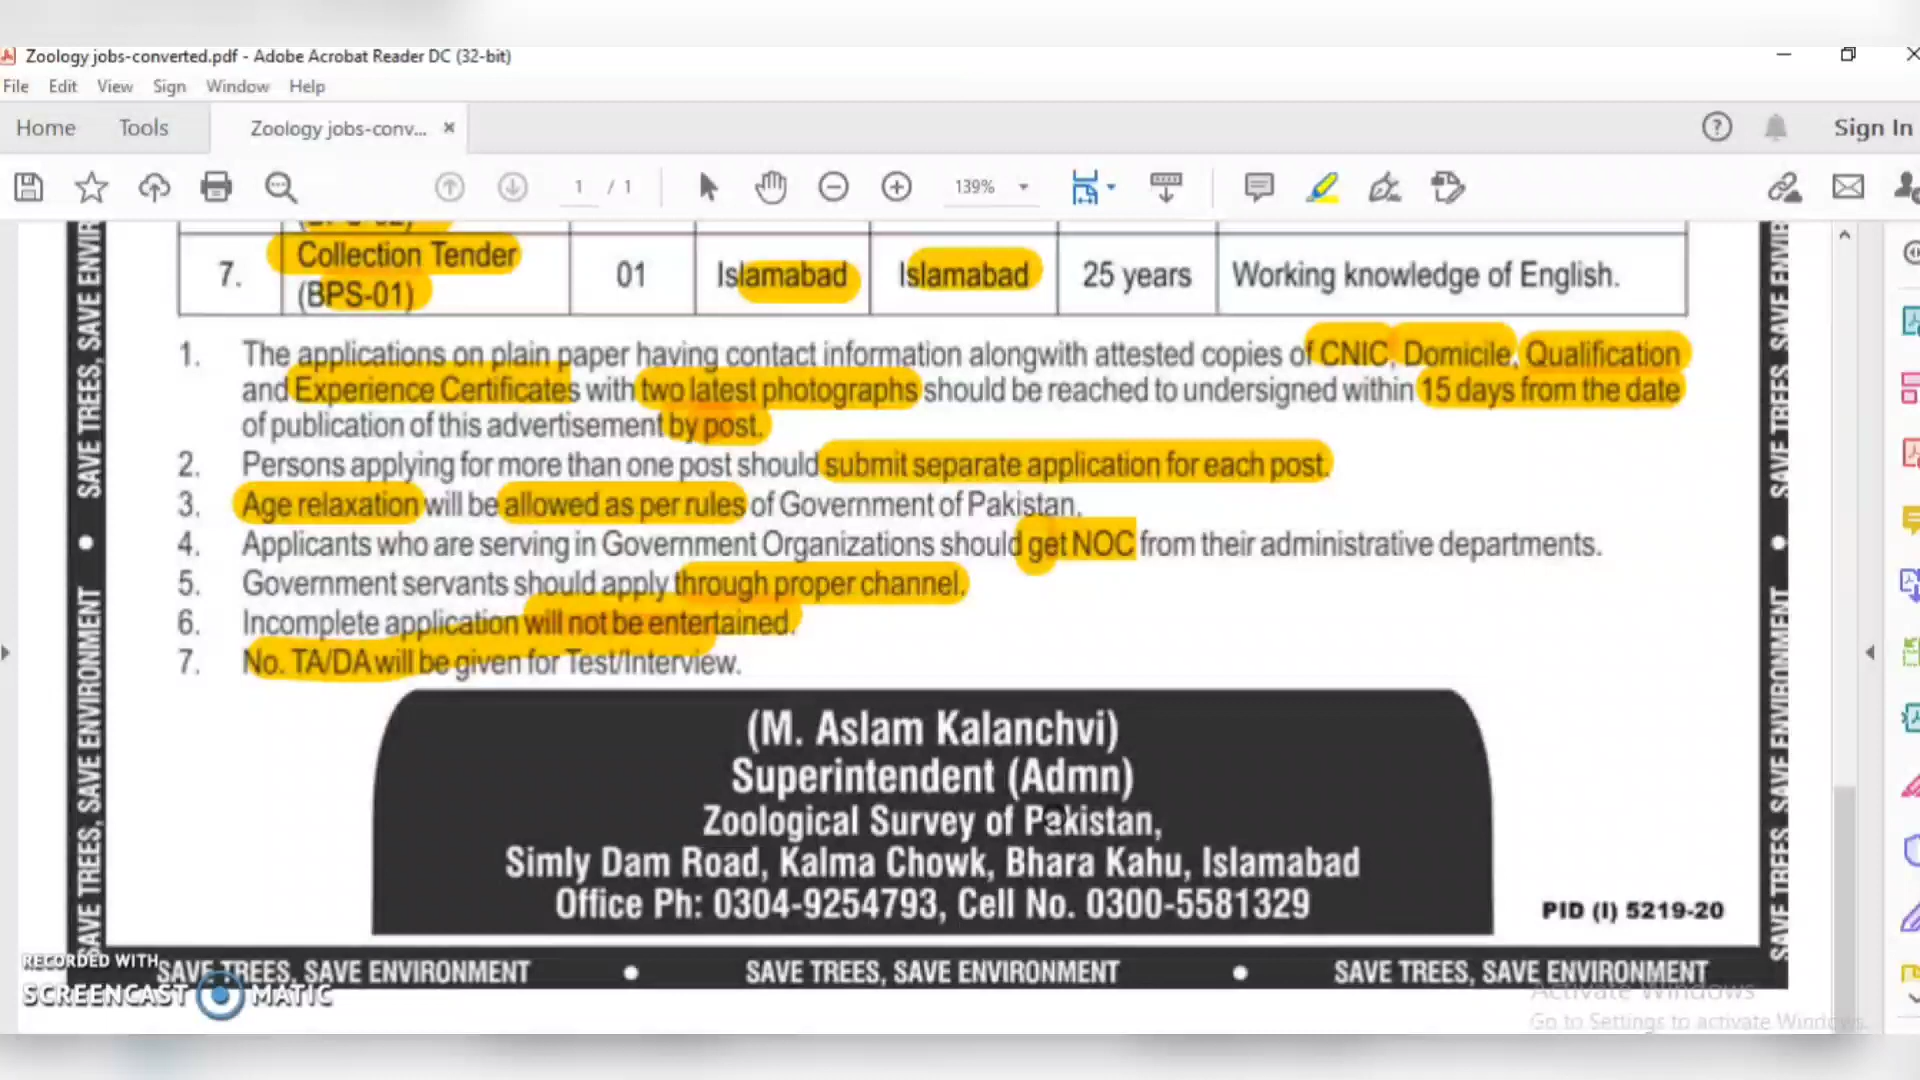 Zoology jobs-converted.pdf - Adobe Acrobat Reader DC (32-bit)
File Edit View Sign Window Help
Home Tools Zoology jobs-conv... Sign In
1 / 1 139%
7. Collection Tender (BPS-01) 01 Islamabad Islamabad 25 years Working knowledge of English.
1. The applications on plain paper having contact information alongwith attested copies of CNIC, Domicile, Qualification
and Experience Certificates with two latest photographs should be reached to undersigned within 15 days from the date
of publication of this advertisement by post.
2. Persons applying for more than one post should submit separate application for each post.
3. Age relaxation will be allowed as per rules of Government of Pakistan.
4. Applicants who are serving in Government Organizations should get NOC from their administrative departments.
5. Government servants should apply through proper channel.
6. Incomplete application will not be entertained.
7. No. TA/DA will be given for Test/Interview.
(M. Aslam Kalanchvi)
Superintendent (Admn)
Zoological Survey of Pakistan,
Simly Dam Road, Kalma Chowk, Bhara Kahu, Islamabad
Office Ph: 0304-9254793, Cell No. 0300-5581329
PID (I) 5219-20
SAVE TREES, SAVE ENVIRONMENT • SAVE TREES, SAVE ENVIRONMENT • SAVE TREES, SAVE ENVIRONMENT
SAVE TREES, SAVE ENVIRONMENT • SAVE TREES, SAVE ENVIR
SAVE TREES, SAVE ENVIRONMENT • SAVE TREES, SAVE ENVIR
RECORDED WITH
SCREENCAST MATIC
Activate Windows
Go to Settings to activate Windows.